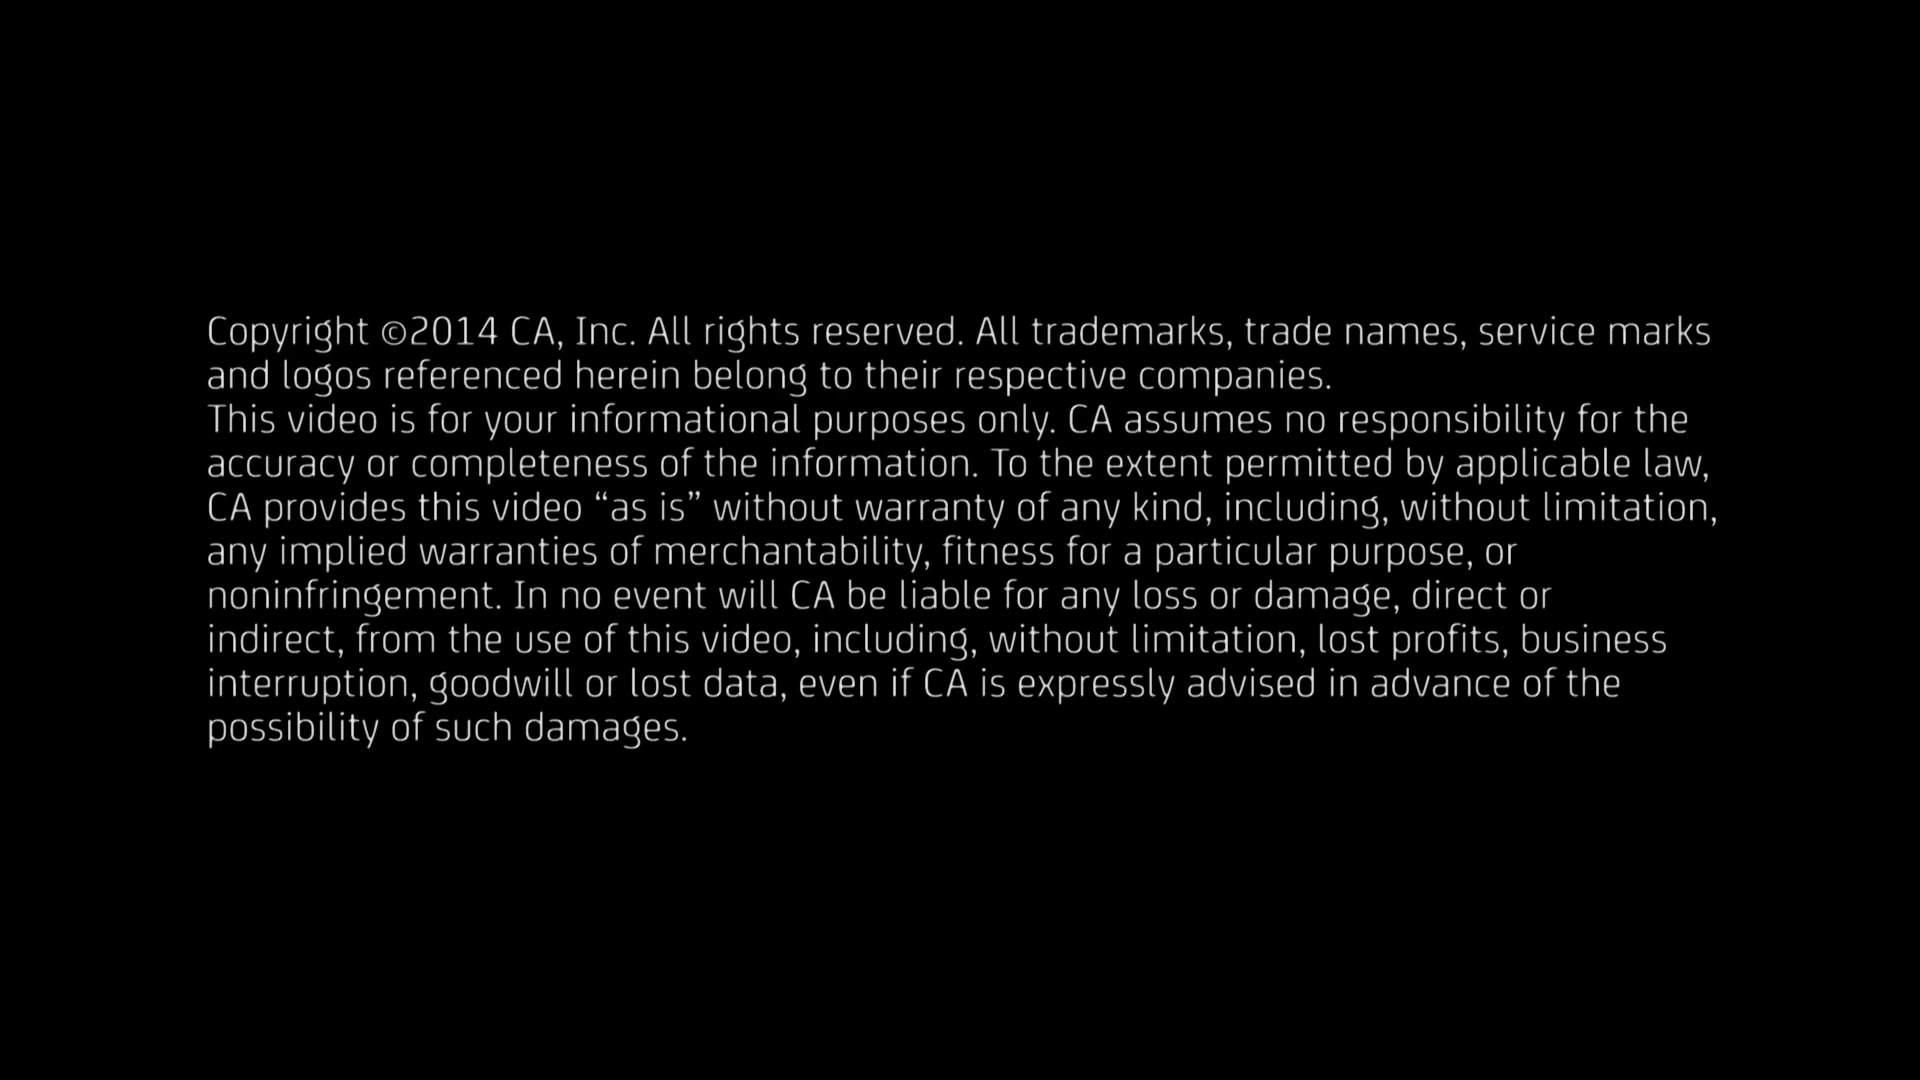 Copyright ©2014 CA, Inc. All rights reserved. All trademarks, trade names, service marks
and logos referenced herein belong to their respective companies.
This video is for your informational purposes only. CA assumes no responsibility for the
accuracy or completeness of the information. To the extent permitted by applicable law,
CA provides this video “as is” without warranty of any kind, including, without limitation,
any implied warranties of merchantability, fitness for a particular purpose, or
noninfringement. In no event will CA be liable for any loss or damage, direct or
indirect, from the use of this video, including, without limitation, lost profits, business
interruption, goodwill or lost data, even if CA is expressly advised in advance of the
possibility of such damages.